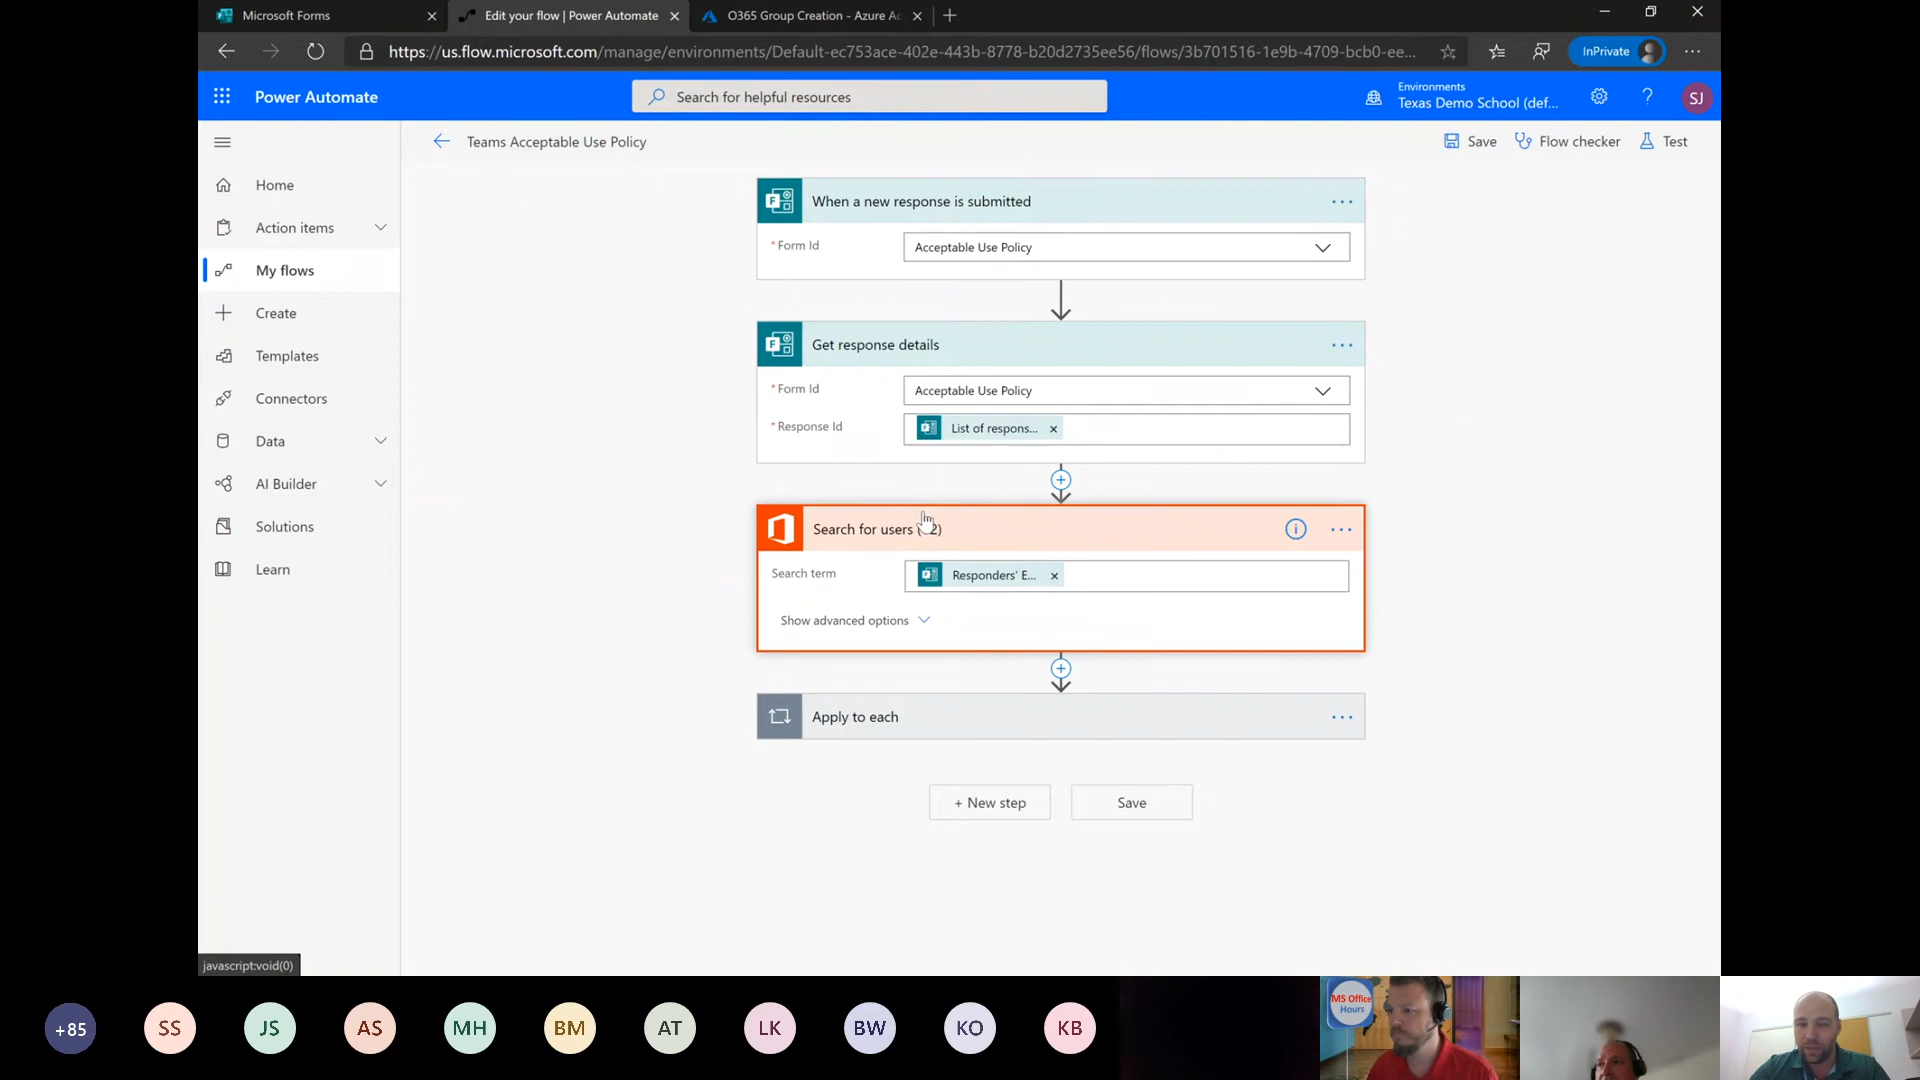 Microsoft Forms
Edit your flow | Power Automate
O365 Group Creation - Azure Ac
https://us.flow.microsoft.com/manage/environments/Default-ec753ace-402e-443b-8778-b20d2735ee56/flows/3b701516-1e9b-4709-bcb0-ee...
InPrivate
Power Automate
Search for helpful resources
Environments
Texas Demo School (def...
?
SJ
Teams Acceptable Use Policy
Save
Flow checker
Test
Home
Action items
My flows
Create
Templates
Connectors
Data
AI Builder
Solutions
Learn
When a new response is submitted
* Form Id
Acceptable Use Policy
Get response details
* Form Id
Acceptable Use Policy
* Response Id
List of respons...
Search for users
Search term
Responders' E...
Show advanced options
Apply to each
+ New step
Save
javascript:void(0)
+85
SS
JS
AS
MH
BM
AT
LK
BW
KO
KB
MS Office
Hours